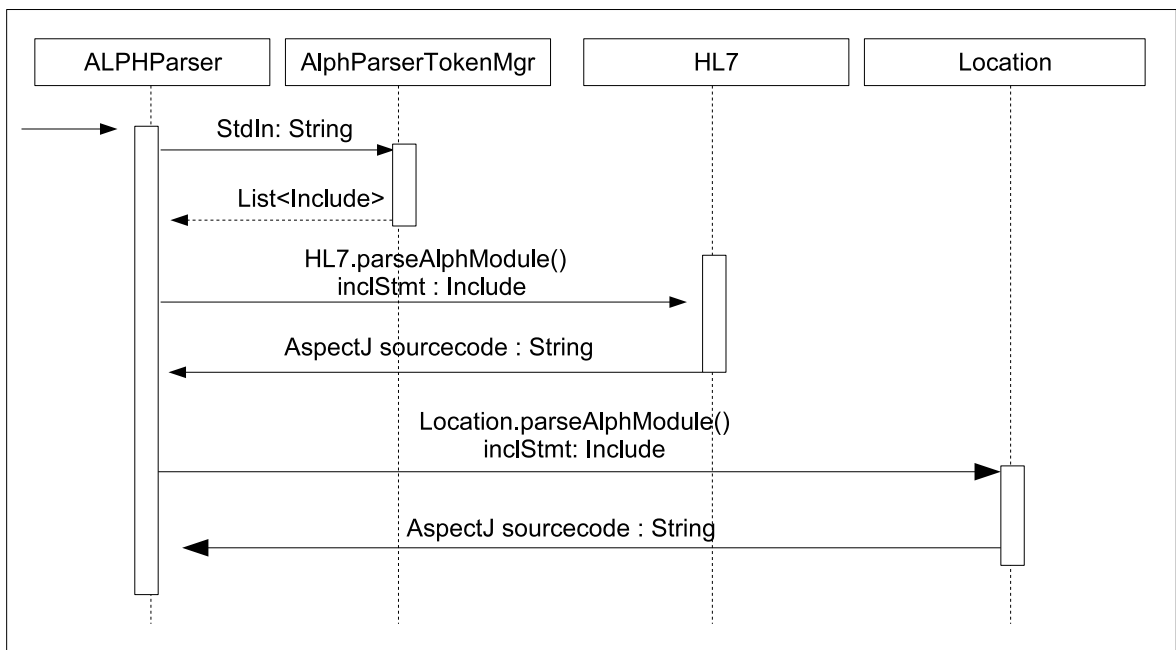 ALPHParser
AlphParserTokenMgr
HL7
Location
StdIn: String
List<Include>
HL7.parseAlphModule()
inclStmt : Include
AspectJ sourcecode : String
Location.parseAlphModule()
inclStmt: Include
AspectJ sourcecode : String